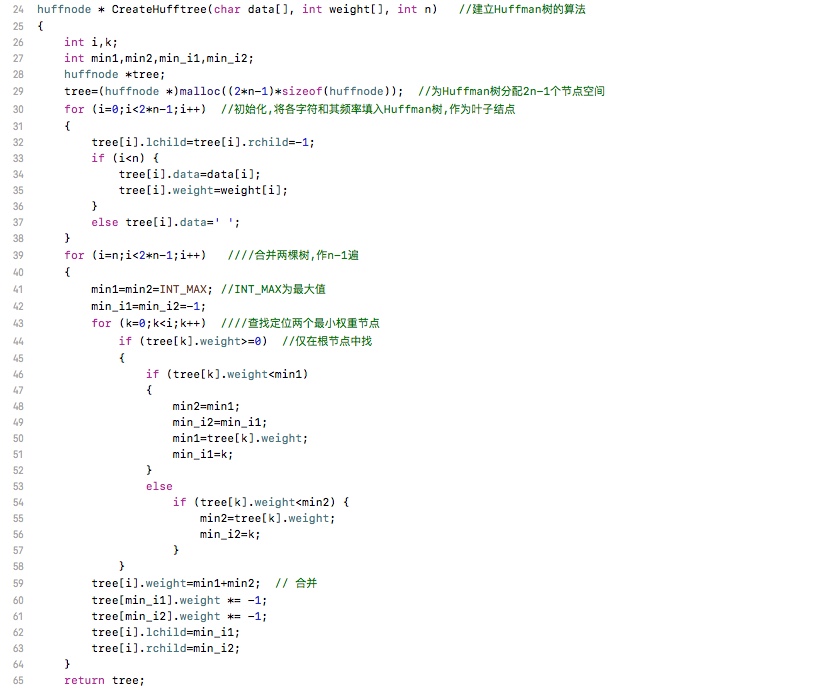 24 huffnode * CreateHufftree(char data[], int weight[], int n)   //建立Huffman树的算法
25 {
26     int i,k;
27     int min1,min2,min_i1,min_i2;
28     huffnode *tree;
29     tree=(huffnode *)malloc((2*n-1)*sizeof(huffnode));  //为Huffman树分配2n-1个节点空间
30     for (i=0;i<2*n-1;i++)  //初始化,将各字符和其频率填入Huffman树,作为叶子结点
31     {
32         tree[i].lchild=tree[i].rchild=-1;
33         if (i<n) {
34             tree[i].data=data[i];
35             tree[i].weight=weight[i];
36         }
37         else tree[i].data=' ';
38     }
39     for (i=n;i<2*n-1;i++)   ////合并两棵树,作n-1遍
40     {
41         min1=min2=INT_MAX; //INT_MAX为最大值
42         min_i1=min_i2=-1;
43         for (k=0;k<i;k++)  ////查找定位两个最小权重节点
44             if (tree[k].weight>=0)  //仅在根节点中找
45             {
46                 if (tree[k].weight<min1)
47                 {
48                     min2=min1;
49                     min_i2=min_i1;
50                     min1=tree[k].weight;
51                     min_i1=k;
52                 }
53                 else
54                     if (tree[k].weight<min2) {
55                         min2=tree[k].weight;
56                         min_i2=k;
57                     }
58             }
59         tree[i].weight=min1+min2;  // 合并
60         tree[min_i1].weight *= -1;
61         tree[min_i2].weight *= -1;
62         tree[i].lchild=min_i1;
63         tree[i].rchild=min_i2;
64     }
65     return tree;